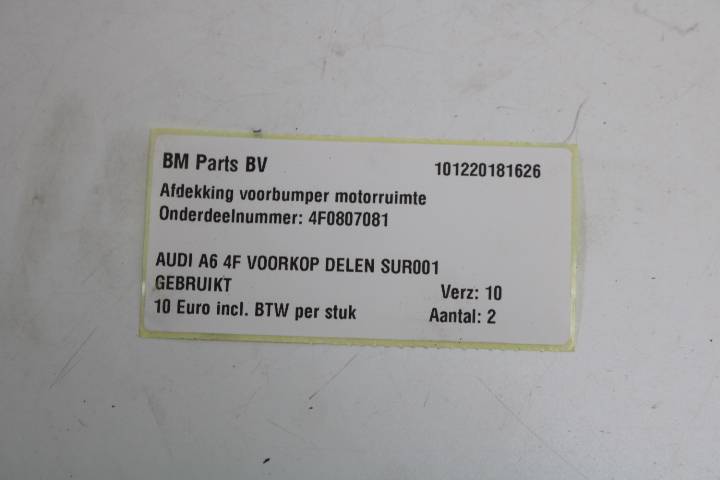 BM Parts BV 101220181626
Afdekking voorbumper motorruimte
Onderdeelnummer: 4F0807081
AUDI A6 4F VOORKOP DELEN SUR001
GEBRUIKT Verz: 10
10 Euro incl. BTW per stuk Aantal: 2